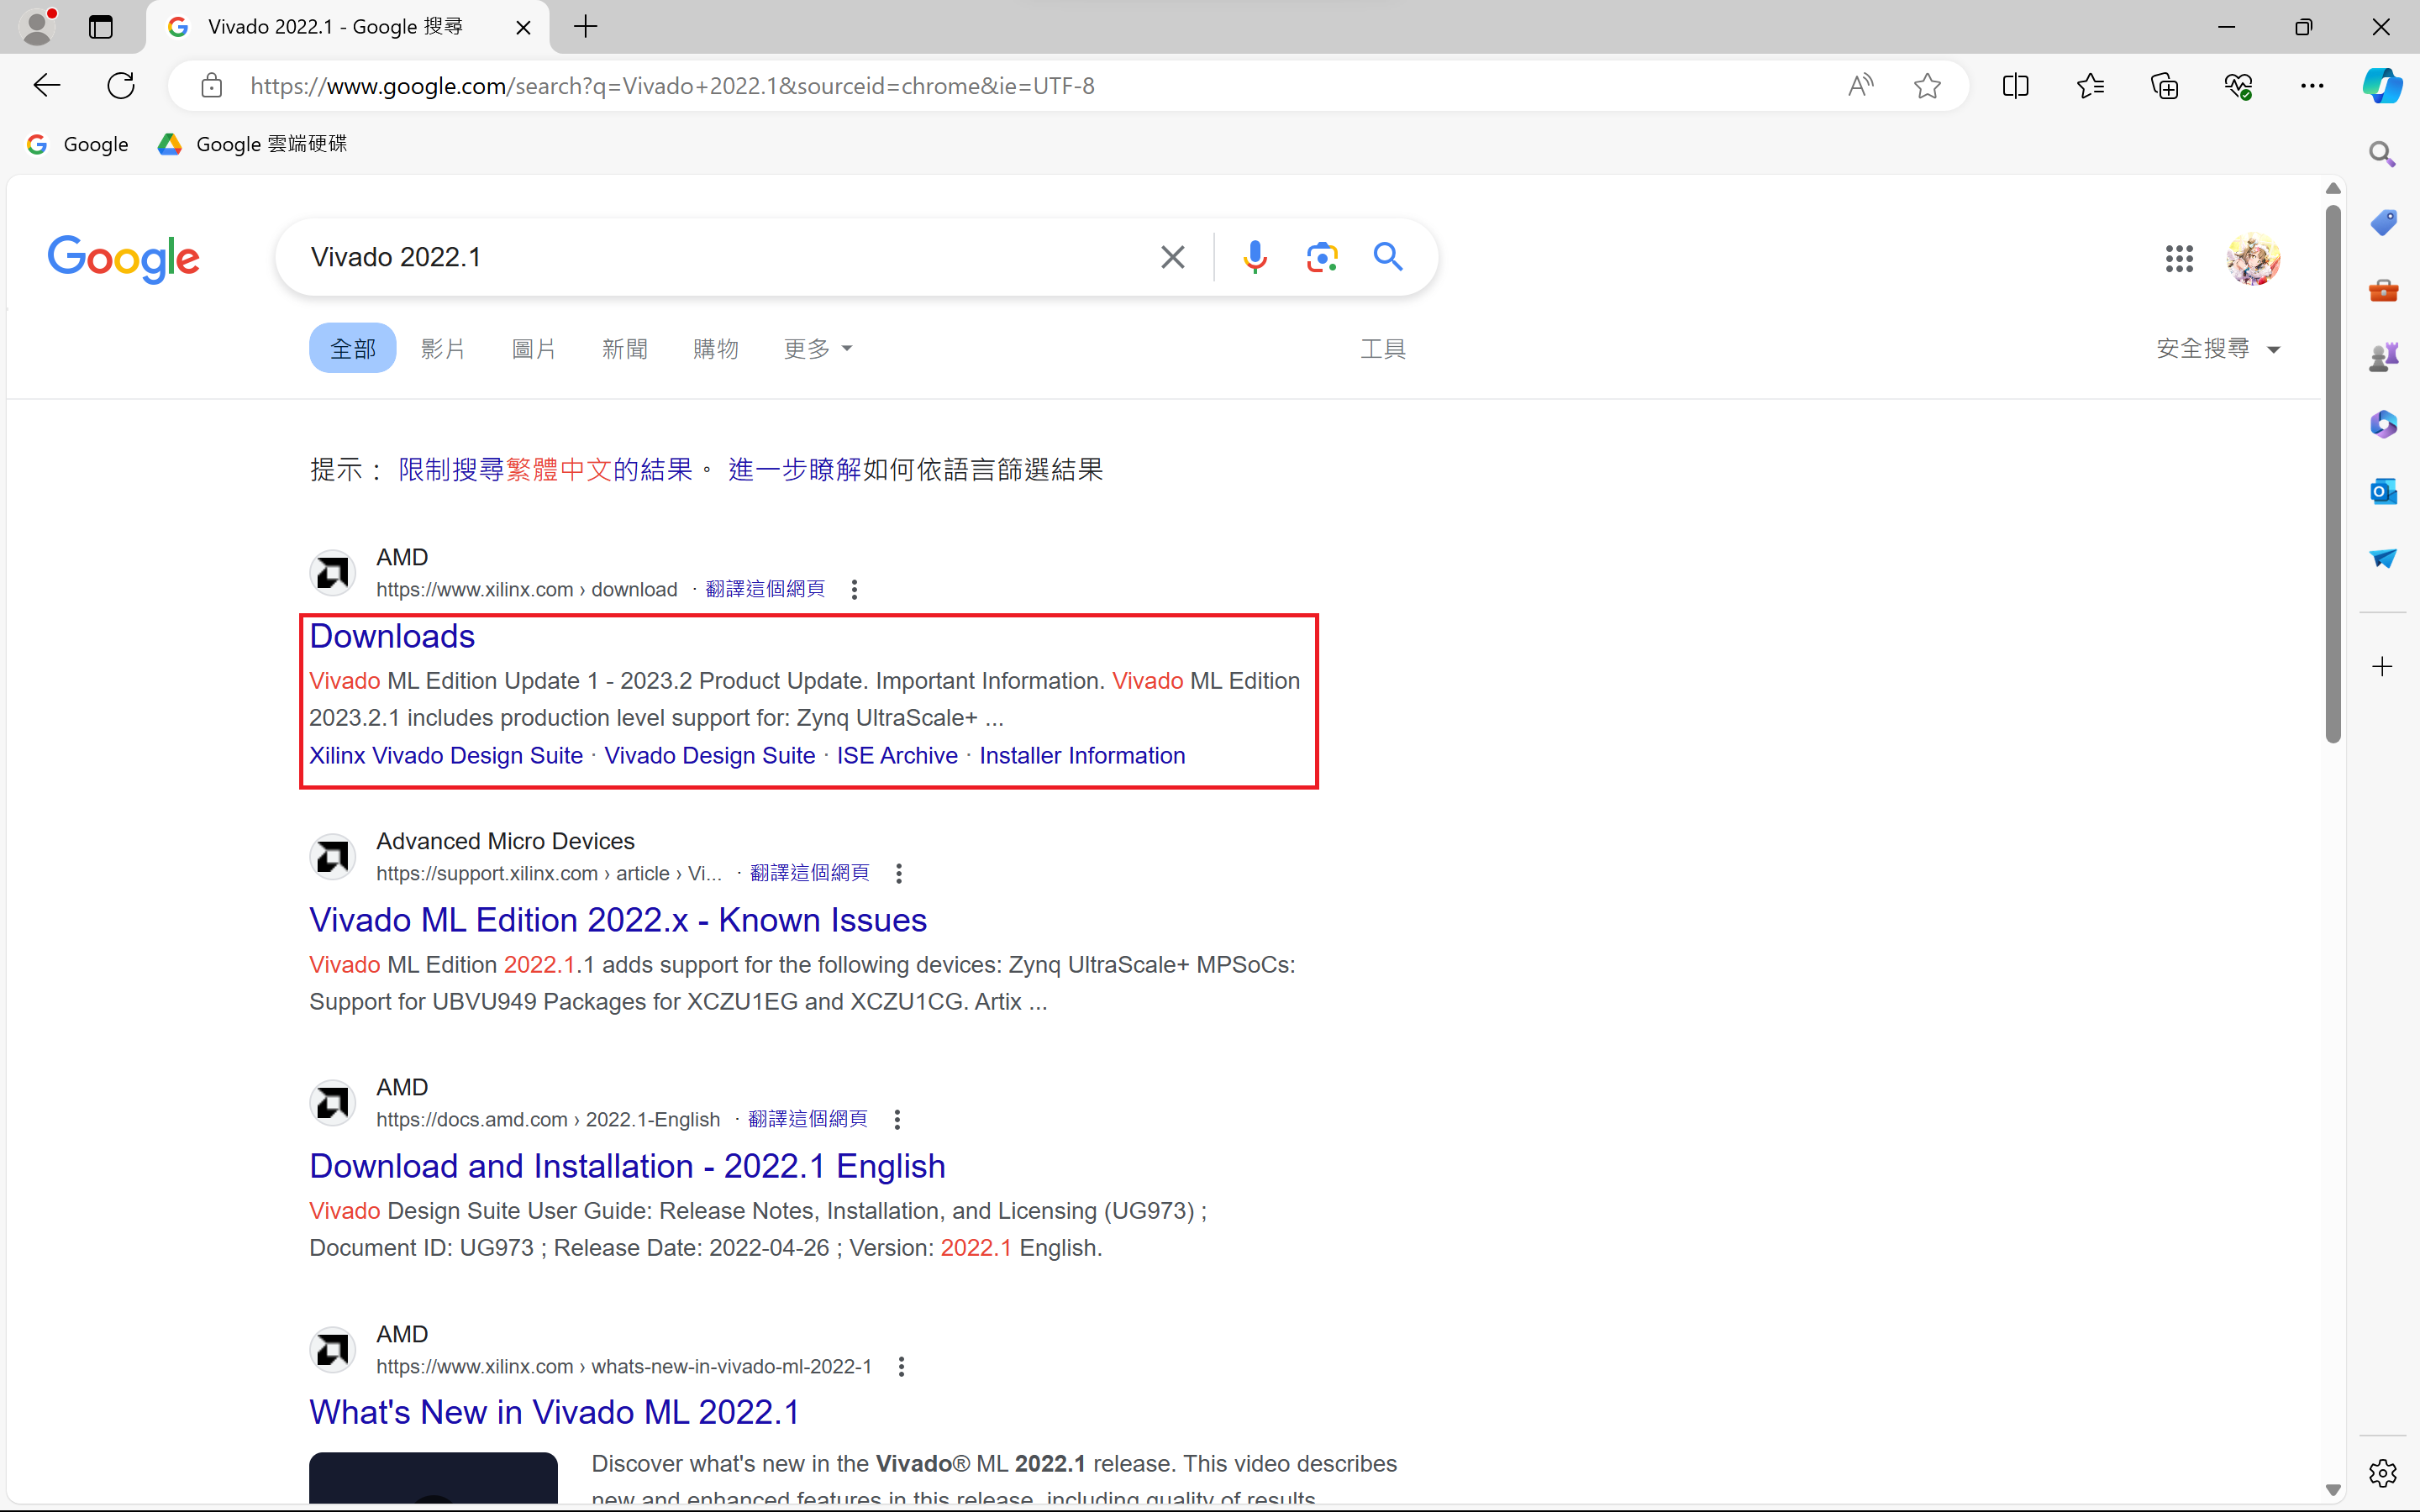 Vivado 2022.1 - Google 搜尋
https://www.google.com/search?q=Vivado+2022.1&sourceid=chrome&ie=UTF-8
Google Google 雲端硬碟
Google Vivado 2022.1
全部 影片 圖片 新聞 購物 更多 工具 安全搜尋
提示： 限制搜尋繁體中文的結果。 進一步瞭解如何依語言篩選結果
AMD
https://www.xilinx.com › download · 翻譯這個網頁
Downloads
Vivado ML Edition Update 1 - 2023.2 Product Update. Important Information. Vivado ML Edition
2023.2.1 includes production level support for: Zynq UltraScale+ ...
Xilinx Vivado Design Suite · Vivado Design Suite · ISE Archive · Installer Information
Advanced Micro Devices
https://support.xilinx.com › article › Vi... · 翻譯這個網頁
Vivado ML Edition 2022.x - Known Issues
Vivado ML Edition 2022.1.1 adds support for the following devices: Zynq UltraScale+ MPSoCs:
Support for UBVU949 Packages for XCZU1EG and XCZU1CG. Artix ...
AMD
https://docs.amd.com › 2022.1-English · 翻譯這個網頁
Download and Installation - 2022.1 English
Vivado Design Suite User Guide: Release Notes, Installation, and Licensing (UG973) ;
Document ID: UG973 ; Release Date: 2022-04-26 ; Version: 2022.1 English.
AMD
https://www.xilinx.com › whats-new-in-vivado-ml-2022-1
What's New in Vivado ML 2022.1
Discover what's new in the Vivado® ML 2022.1 release. This video describes
new and enhanced features in this release, including quality of results